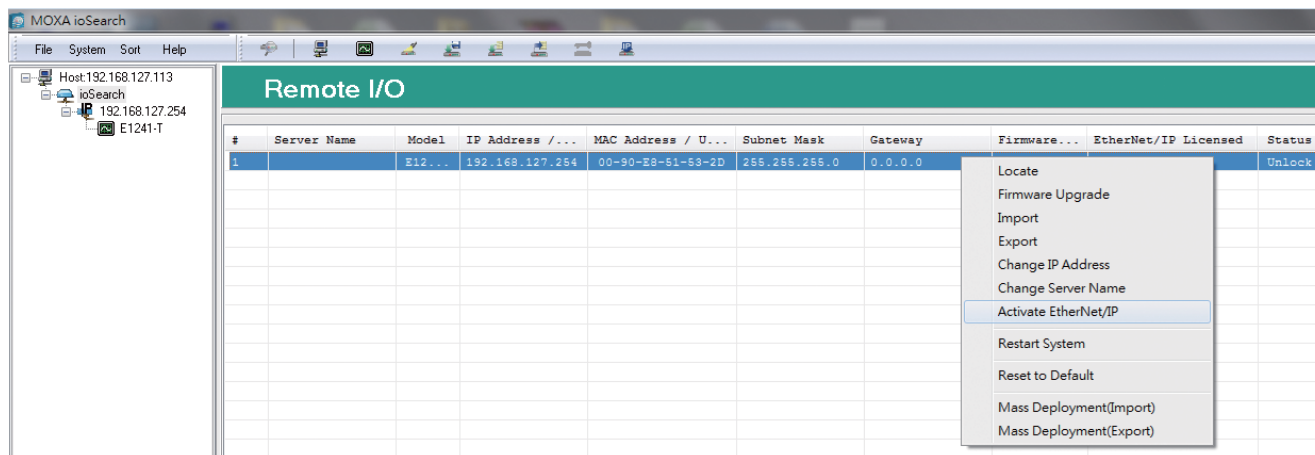 MOXA ioSearch
File System Sort Help
Host:192.168.127.113
ioSearch
192.168.127.254
E1241-T
Remote I/O
# Server Name Model IP Address /... MAC Address / U... Subnet Mask Gateway Firmware... EtherNet/IP Licensed Status
1 E12... 192.168.127.254 00-90-E8-51-53-2D 255.255.255.0 0.0.0.0 Unlock
Locate
Firmware Upgrade
Import
Export
Change IP Address
Change Server Name
Activate EtherNet/IP
Restart System
Reset to Default
Mass Deployment(Import)
Mass Deployment(Export)